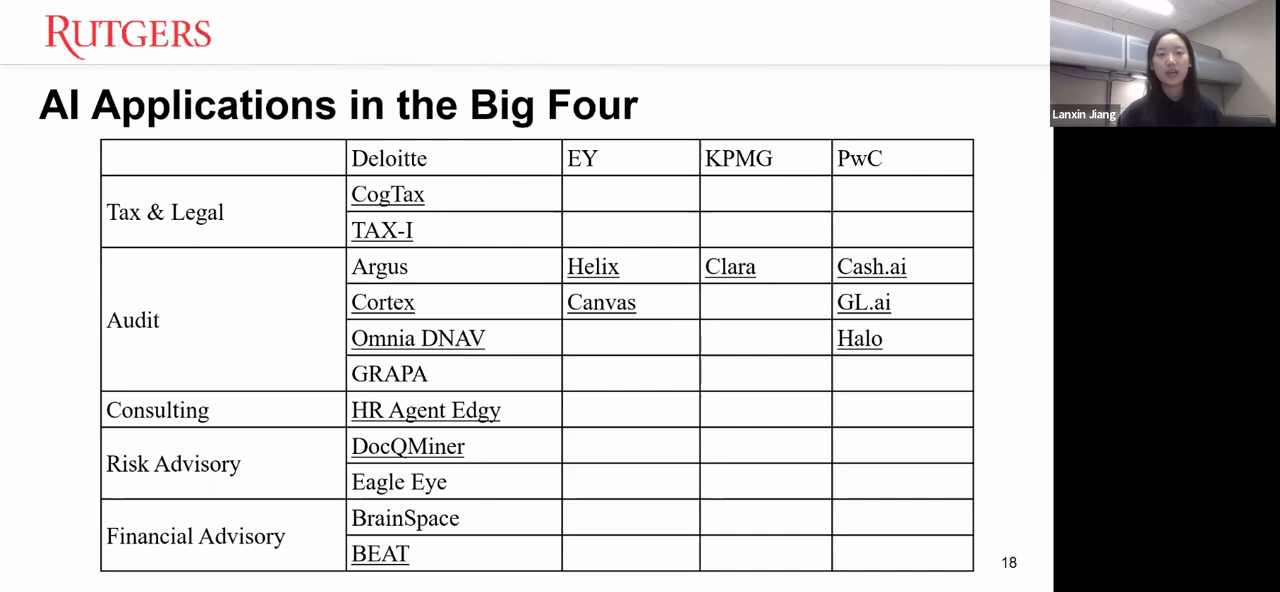 RUTGERS
AI Applications in the Big Four
Deloitte EY KPMG PwC
Tax & Legal
CogTax
TAX-I
Audit
Argus Helix Clara Cash.ai
Cortex Canvas GL.ai
Omnia DNAV Halo
GRAPA
Consulting HR Agent Edgy
Risk Advisory
DocQMiner
Eagle Eye
Financial Advisory
BrainSpace
BEAT
18
Lanxin Jiang